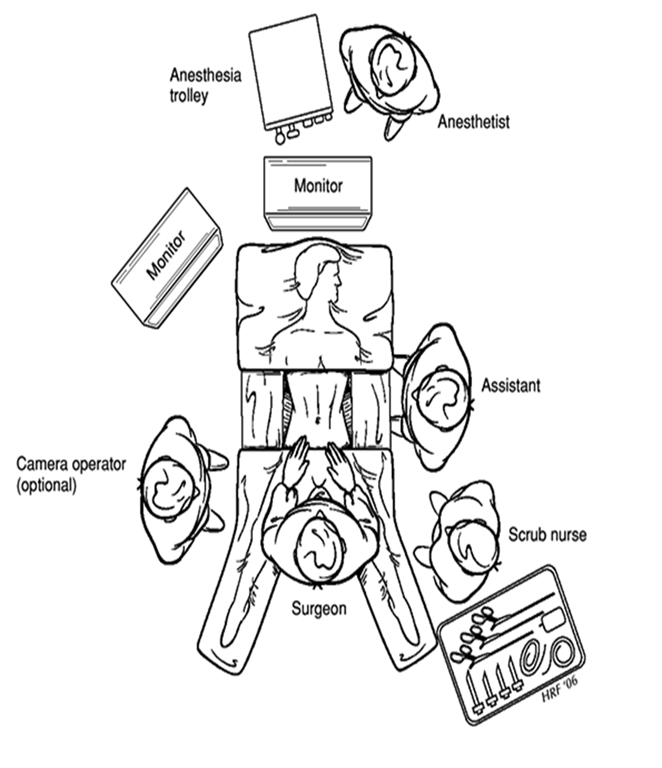 Anesthesia
trolley
Anesthetist
Monitor
Monitor
Assistant
Camera operator
(optional)
Scrub nurse
Surgeon
HRF '06